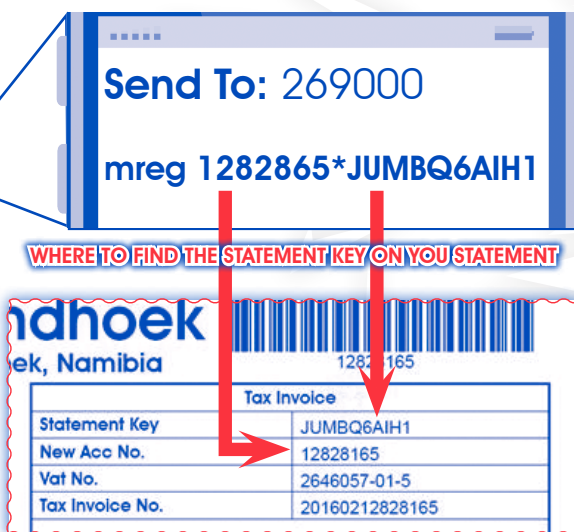 Send To: 269000
mreg 1282865*JUMBQ6AIH1
WHERE TO FIND THE STATEMENT KEY ON YOU STATEMENT
ndhoek
ek, Namibia
Tax Invoice
Statement Key JUMBQ6AIH1
New Acc No. 12828165
Vat No. 2646057-01-5
Tax Invoice No. 20160212828165